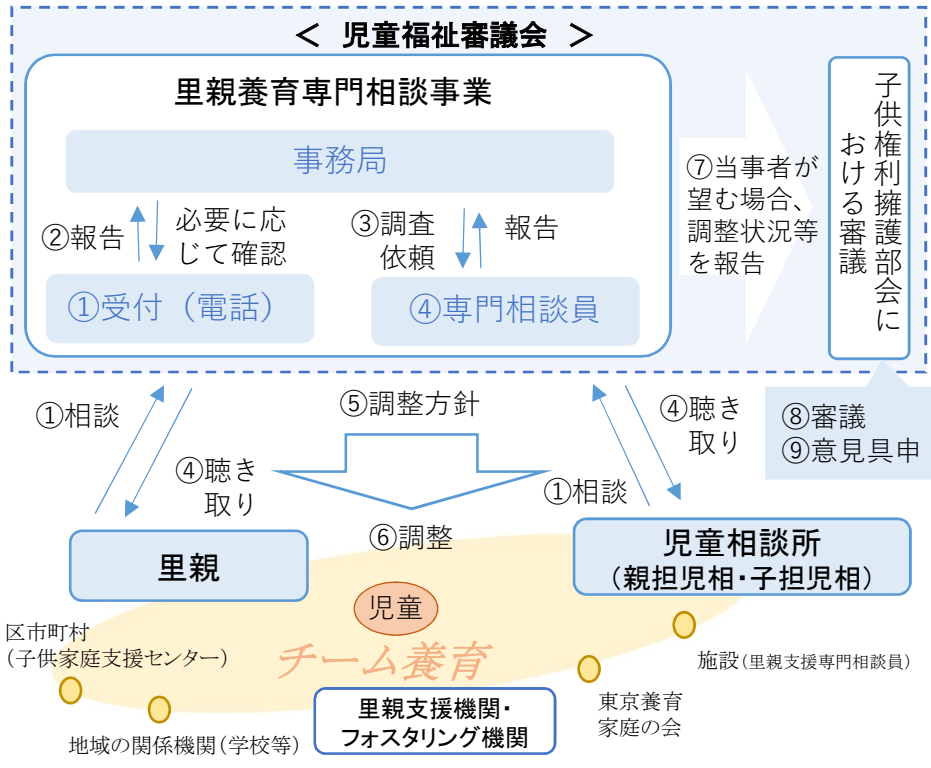 ＜ 児童福祉審議会 ＞
里親養育専門相談事業
事務局
②報告
必要に応
じて確認
③調査
依頼
報告
①受付（電話）
④専門相談員
⑦当事者が
望む場合、
調整状況等
を報告
子供権利擁護部会に
おける審議
①相談
④聴き
取り
⑤調整方針
①相談
④聴き
取り
⑧審議
⑨意見具申
⑥調整
里親
児童相談所
（親担児相・子担児相）
児童
チーム養育
区市町村
（子供家庭支援センター）
地域の関係機関（学校等）
里親支援機関・
フォスタリング機関
東京養育
家庭の会
施設（里親支援専門相談員）